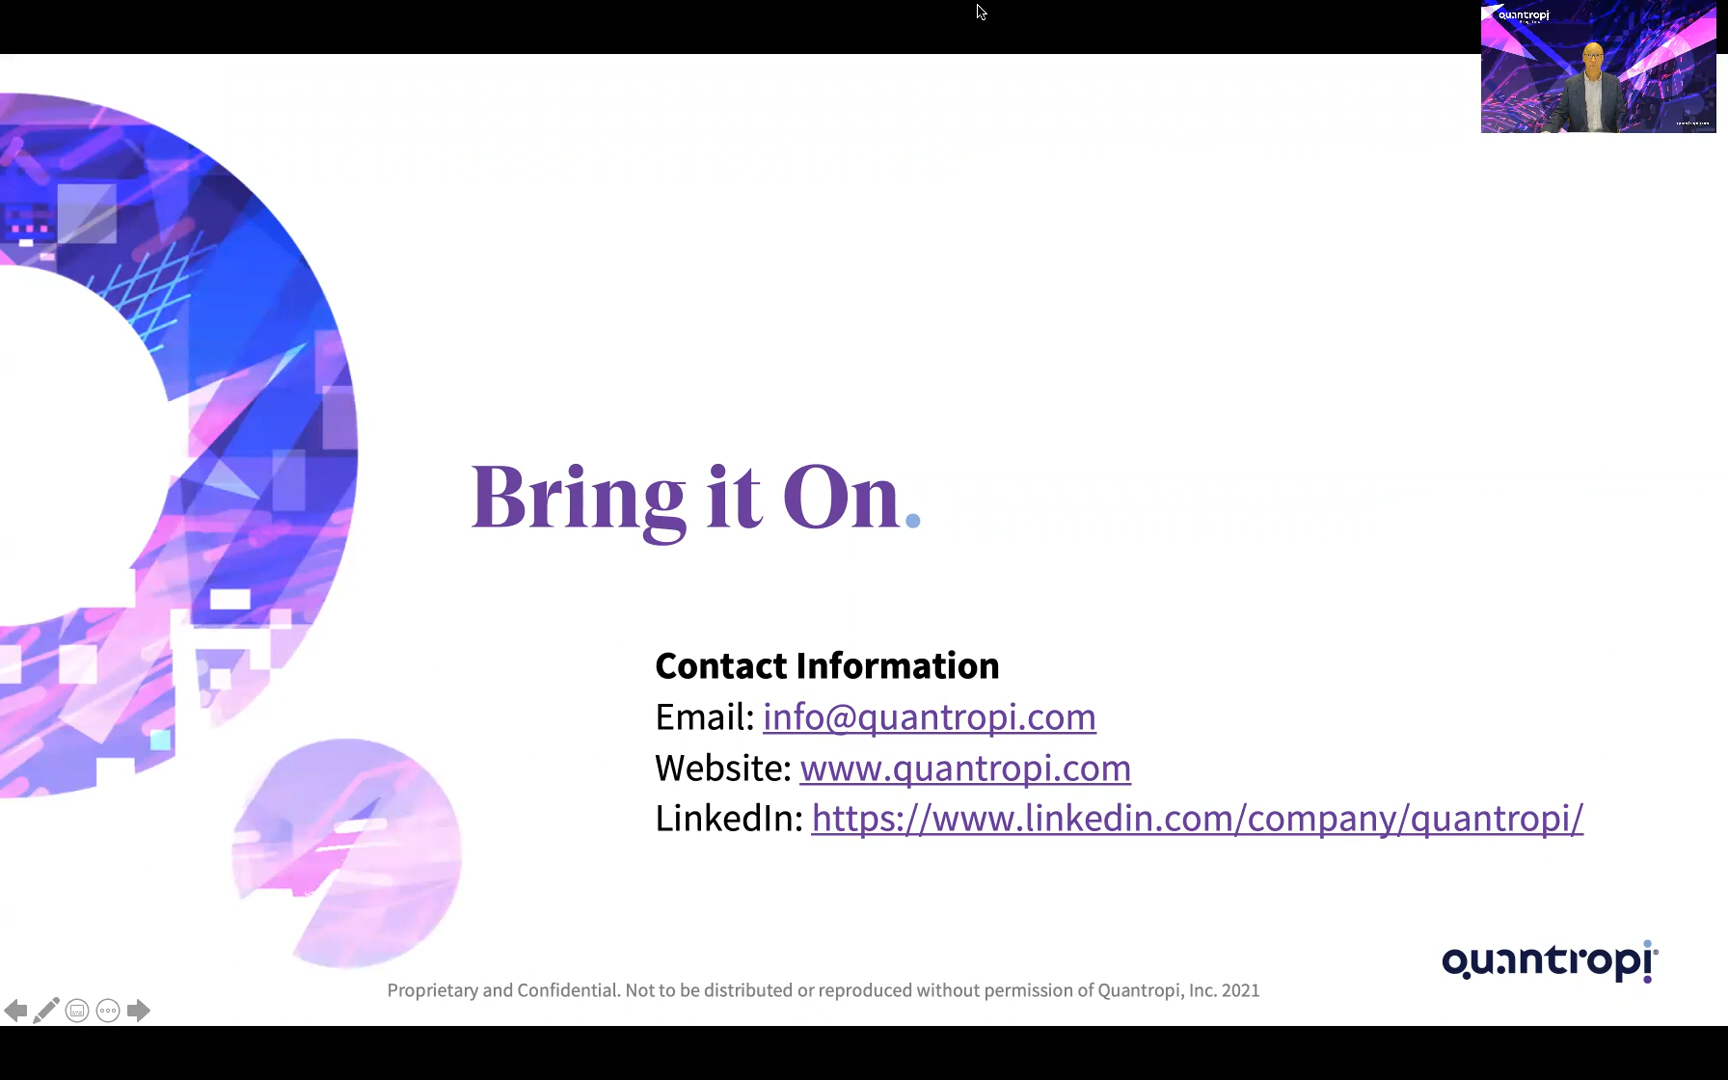 quantropi
Bring it On.
Contact Information
Email: info@quantropi.com
Website: www.quantropi.com
LinkedIn: https://www.linkedin.com/company/quantropi/
quantropi®
Proprietary and Confidential. Not to be distributed or reproduced without permission of Quantropi, Inc. 2021